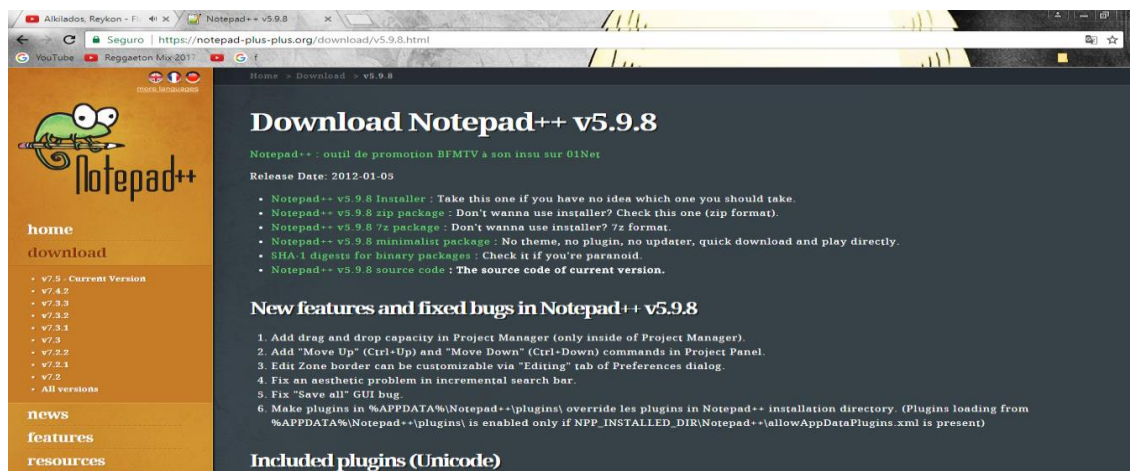 Alkilados, Reykon - Fl
Notepad++ v5.9.8
Seguro | https://notepad-plus-plus.org/download/v5.9.8.html
YouTube Reggaeton Mix 2017 f
more languages
Home > Download > v5.9.8
Notepad++
Download Notepad++ v5.9.8
Notepad++ : outil de promotion BFMTV à son insu sur 01Net
Release Date: 2012-01-05
• Notepad++ v5.9.8 Installer : Take this one if you have no idea which one you should take.
• Notepad++ v5.9.8 zip package : Don't wanna use installer? Check this one (zip format).
• Notepad++ v5.9.8 7z package : Don't wanna use installer? 7z format.
• Notepad++ v5.9.8 minimalist package : No theme, no plugin, no updater, quick download and play directly.
• SHA-1 digests for binary packages : Check it if you're paranoid.
• Notepad++ v5.9.8 source code : The source code of current version.
home
download
• v7.5 - Current Version
• v7.4.2
• v7.3.3
• v7.3.2
• v7.3.1
• v7.3
• v7.2.2
• v7.2.1
• v7.2
• All versions
news
features
resources
New features and fixed bugs in Notepad++ v5.9.8
1. Add drag and drop capacity in Project Manager (only inside of Project Manager).
2. Add "Move Up" (Ctrl+Up) and "Move Down" (Ctrl+Down) commands in Project Panel.
3. Edit Zone border can be customizable via "Editing" tab of Preferences dialog.
4. Fix an aesthetic problem in incremental search bar.
5. Fix "Save all" GUI bug.
6. Make plugins in %APPDATA%\Notepad++\plugins\ override les plugins in Notepad++ installation directory. (Plugins loading from
%APPDATA%\Notepad++\plugins\ is enabled only if NPP_INSTALLED_DIR\Notepad++\allowAppDataPlugins.xml is present)
Included plugins (Unicode)